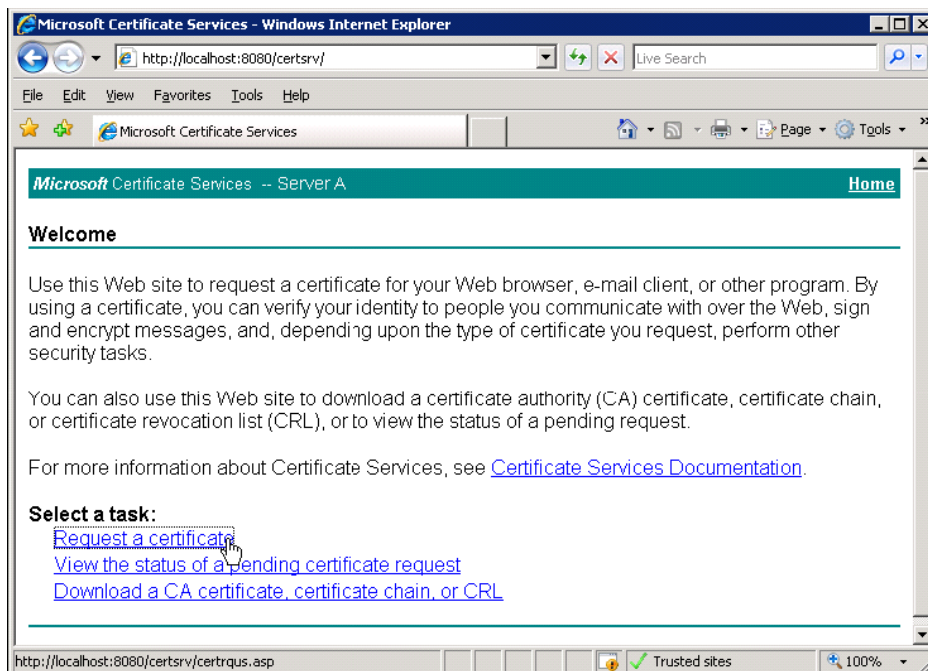 Microsoft Certificate Services - Windows Internet Explorer
http://localhost:8080/certsrv/
Live Search
File Edit View Favorites Tools Help
Microsoft Certificate Services
Page Tools »
Microsoft Certificate Services -- Server A Home
Welcome
Use this Web site to request a certificate for your Web browser, e-mail client, or other program. By
using a certificate, you can verify your identity to people you communicate with over the Web, sign
and encrypt messages, and, depending upon the type of certificate you request, perform other
security tasks.
You can also use this Web site to download a certificate authority (CA) certificate, certificate chain,
or certificate revocation list (CRL), or to view the status of a pending request.
For more information about Certificate Services, see Certificate Services Documentation.
Select a task:
Request a certificate
View the status of a pending certificate request
Download a CA certificate, certificate chain, or CRL
http://localhost:8080/certsrv/certrqus.asp Trusted sites 100%